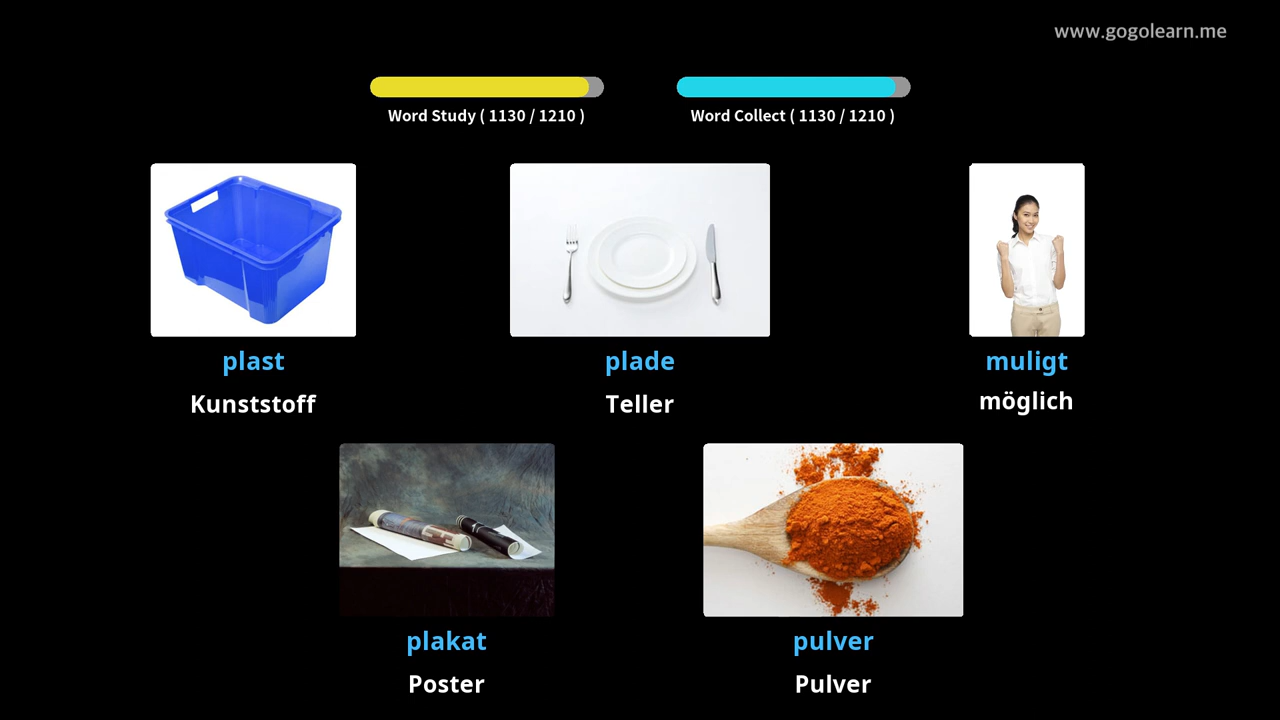 www.gogolearn.me
Word Study ( 1130 / 1210 )
Word Collect ( 1130 / 1210 )
plast
Kunststoff
plade
Teller
muligt
möglich
plakat
Poster
pulver
Pulver